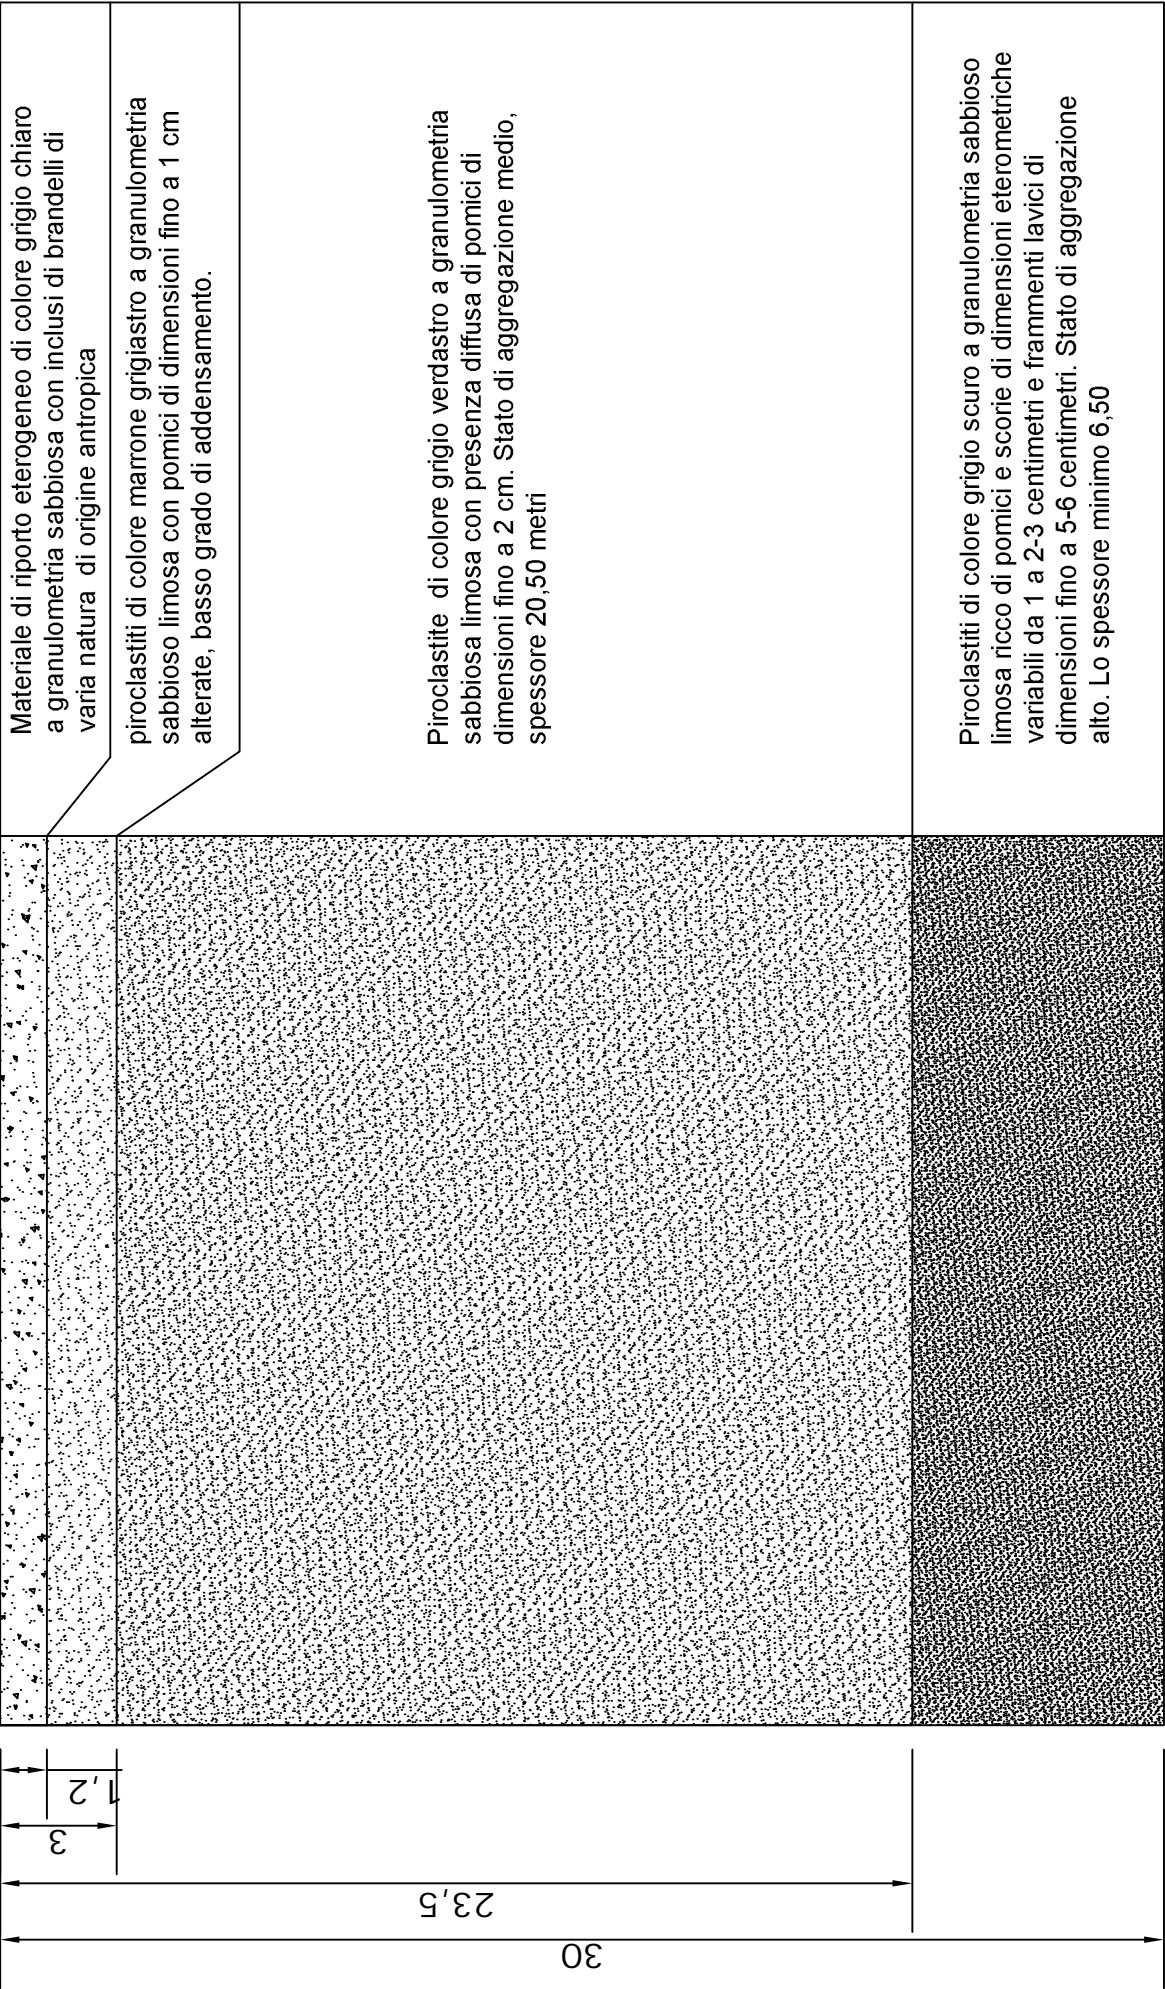 Materiale di riporto eterogeneo di colore grigio chiaro
a granulometria sabbiosa con inclusi di brandelli di
varia natura di origine antropica
piroclastiti di colore marrone grigiastro a granulometria
sabbioso limosa con pomici di dimensioni fino a 1 cm
alterate, basso grado di addensamento.
Piroclastite di colore grigio verdastro a granulometria
sabbiosa limosa con presenza diffusa di pomici di
dimensioni fino a 2 cm. Stato di aggregazione medio,
spessore 20,50 metri
Piroclastiti di colore grigio scuro a granulometria sabbioso
limosa ricco di pomici e scorie di dimensioni eterometriche
variabili da 1 a 2-3 centimetri e frammenti lavici di
dimensioni fino a 5-6 centimetri. Stato di aggregazione
alto. Lo spessore minimo 6,50
1,2
3
23,5
30